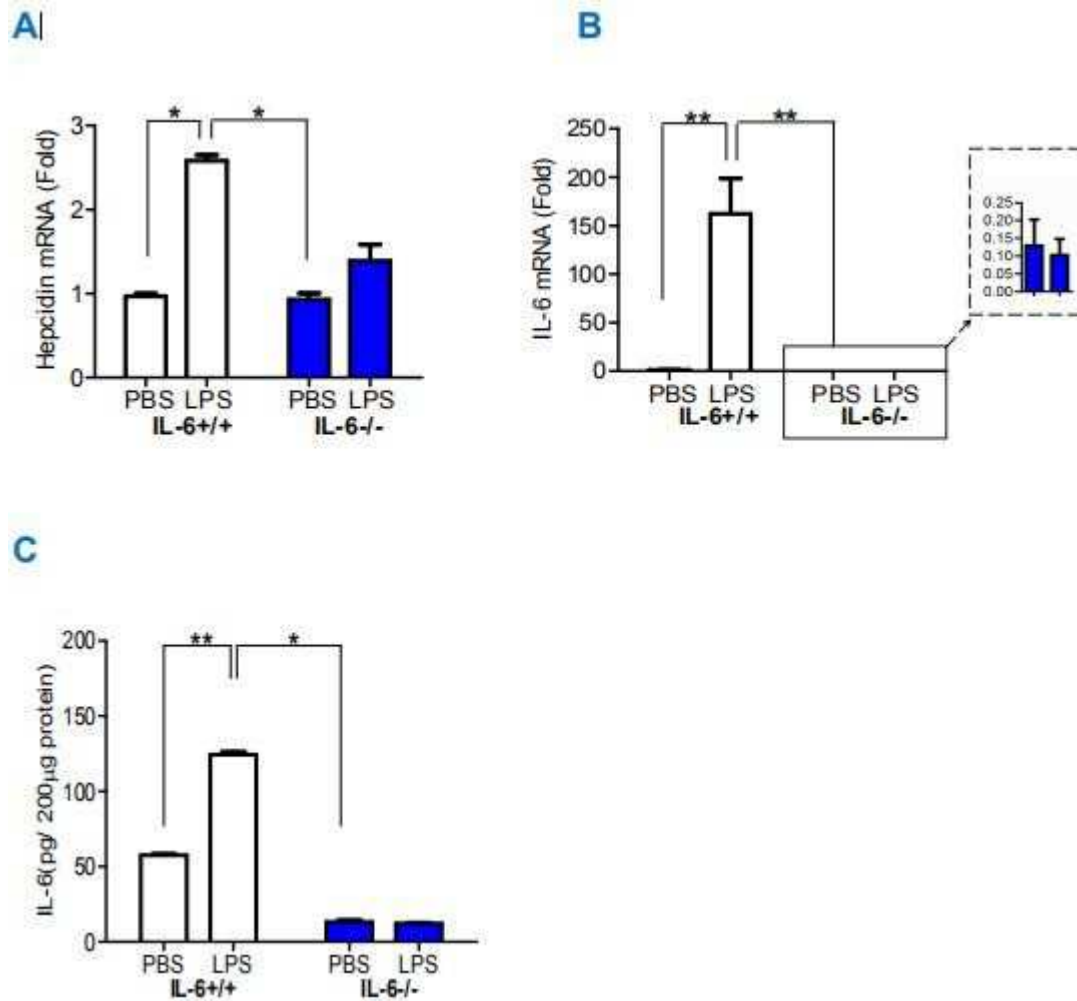 A
B
* *
3
2
1
0
Hepcidin mRNA (Fold)
PBS LPS PBS LPS
IL-6+/+ IL-6-/-
** **
250
200
150
100
50
0
IL-6 mRNA (Fold)
PBS LPS PBS LPS
IL-6+/+ IL-6-/-
0.25
0.20
0.15
0.10
0.05
0.00
C
** *
200
150
100
50
0
IL-6(pg/ 200µg protein)
PBS LPS PBS LPS
IL-6+/+ IL-6-/-